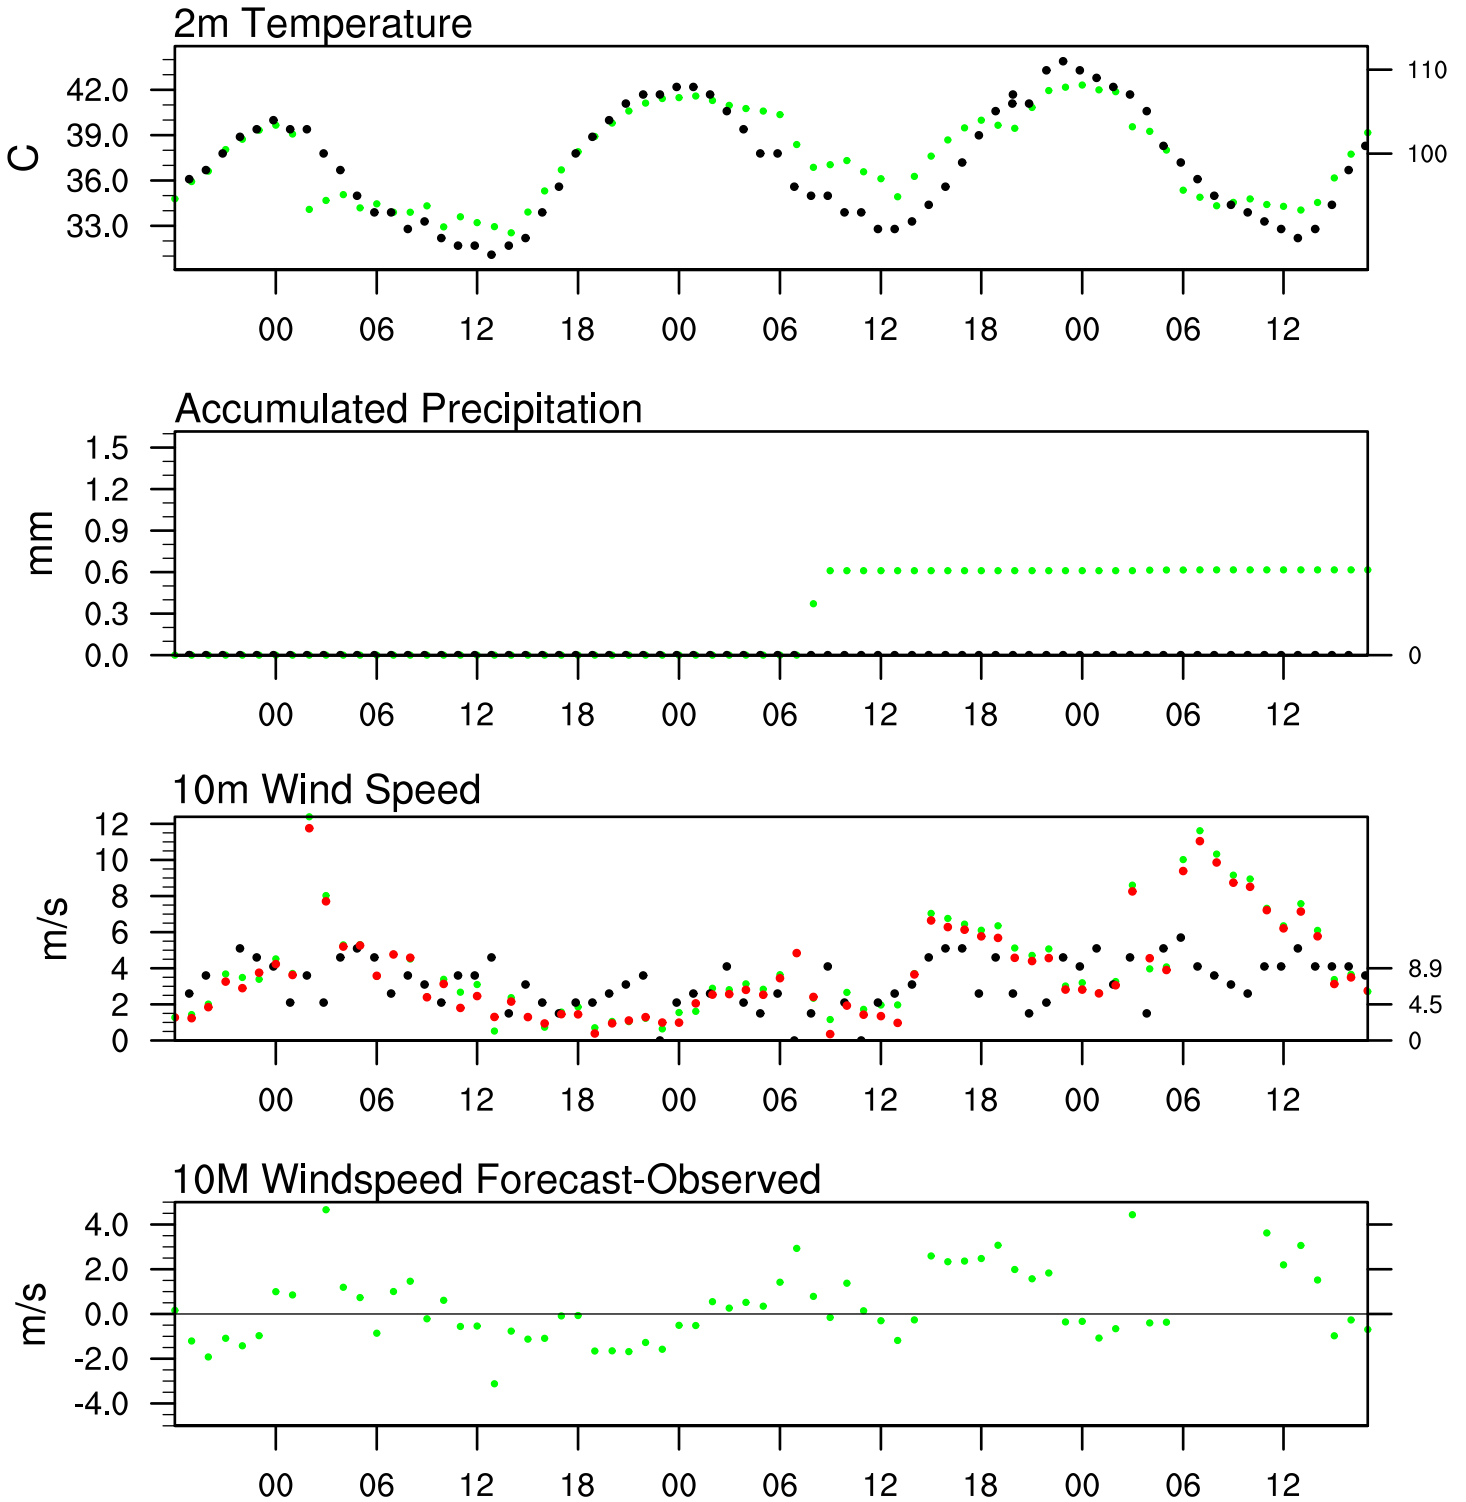 2m Temperature
42.0
39.0
36.0
33.0
C
110
100
00 06 12 18 00 06 12 18 00 06 12
Accumulated Precipitation
1.5
1.2
0.9
0.6
0.3
0.0
mm
0
00 06 12 18 00 06 12 18 00 06 12
10m Wind Speed
12
10
8
6
4
2
0
m/s
8.9
4.5
0
00 06 12 18 00 06 12 18 00 06 12
10M Windspeed Forecast-Observed
4.0
2.0
0.0
-2.0
-4.0
m/s
00 06 12 18 00 06 12 18 00 06 12